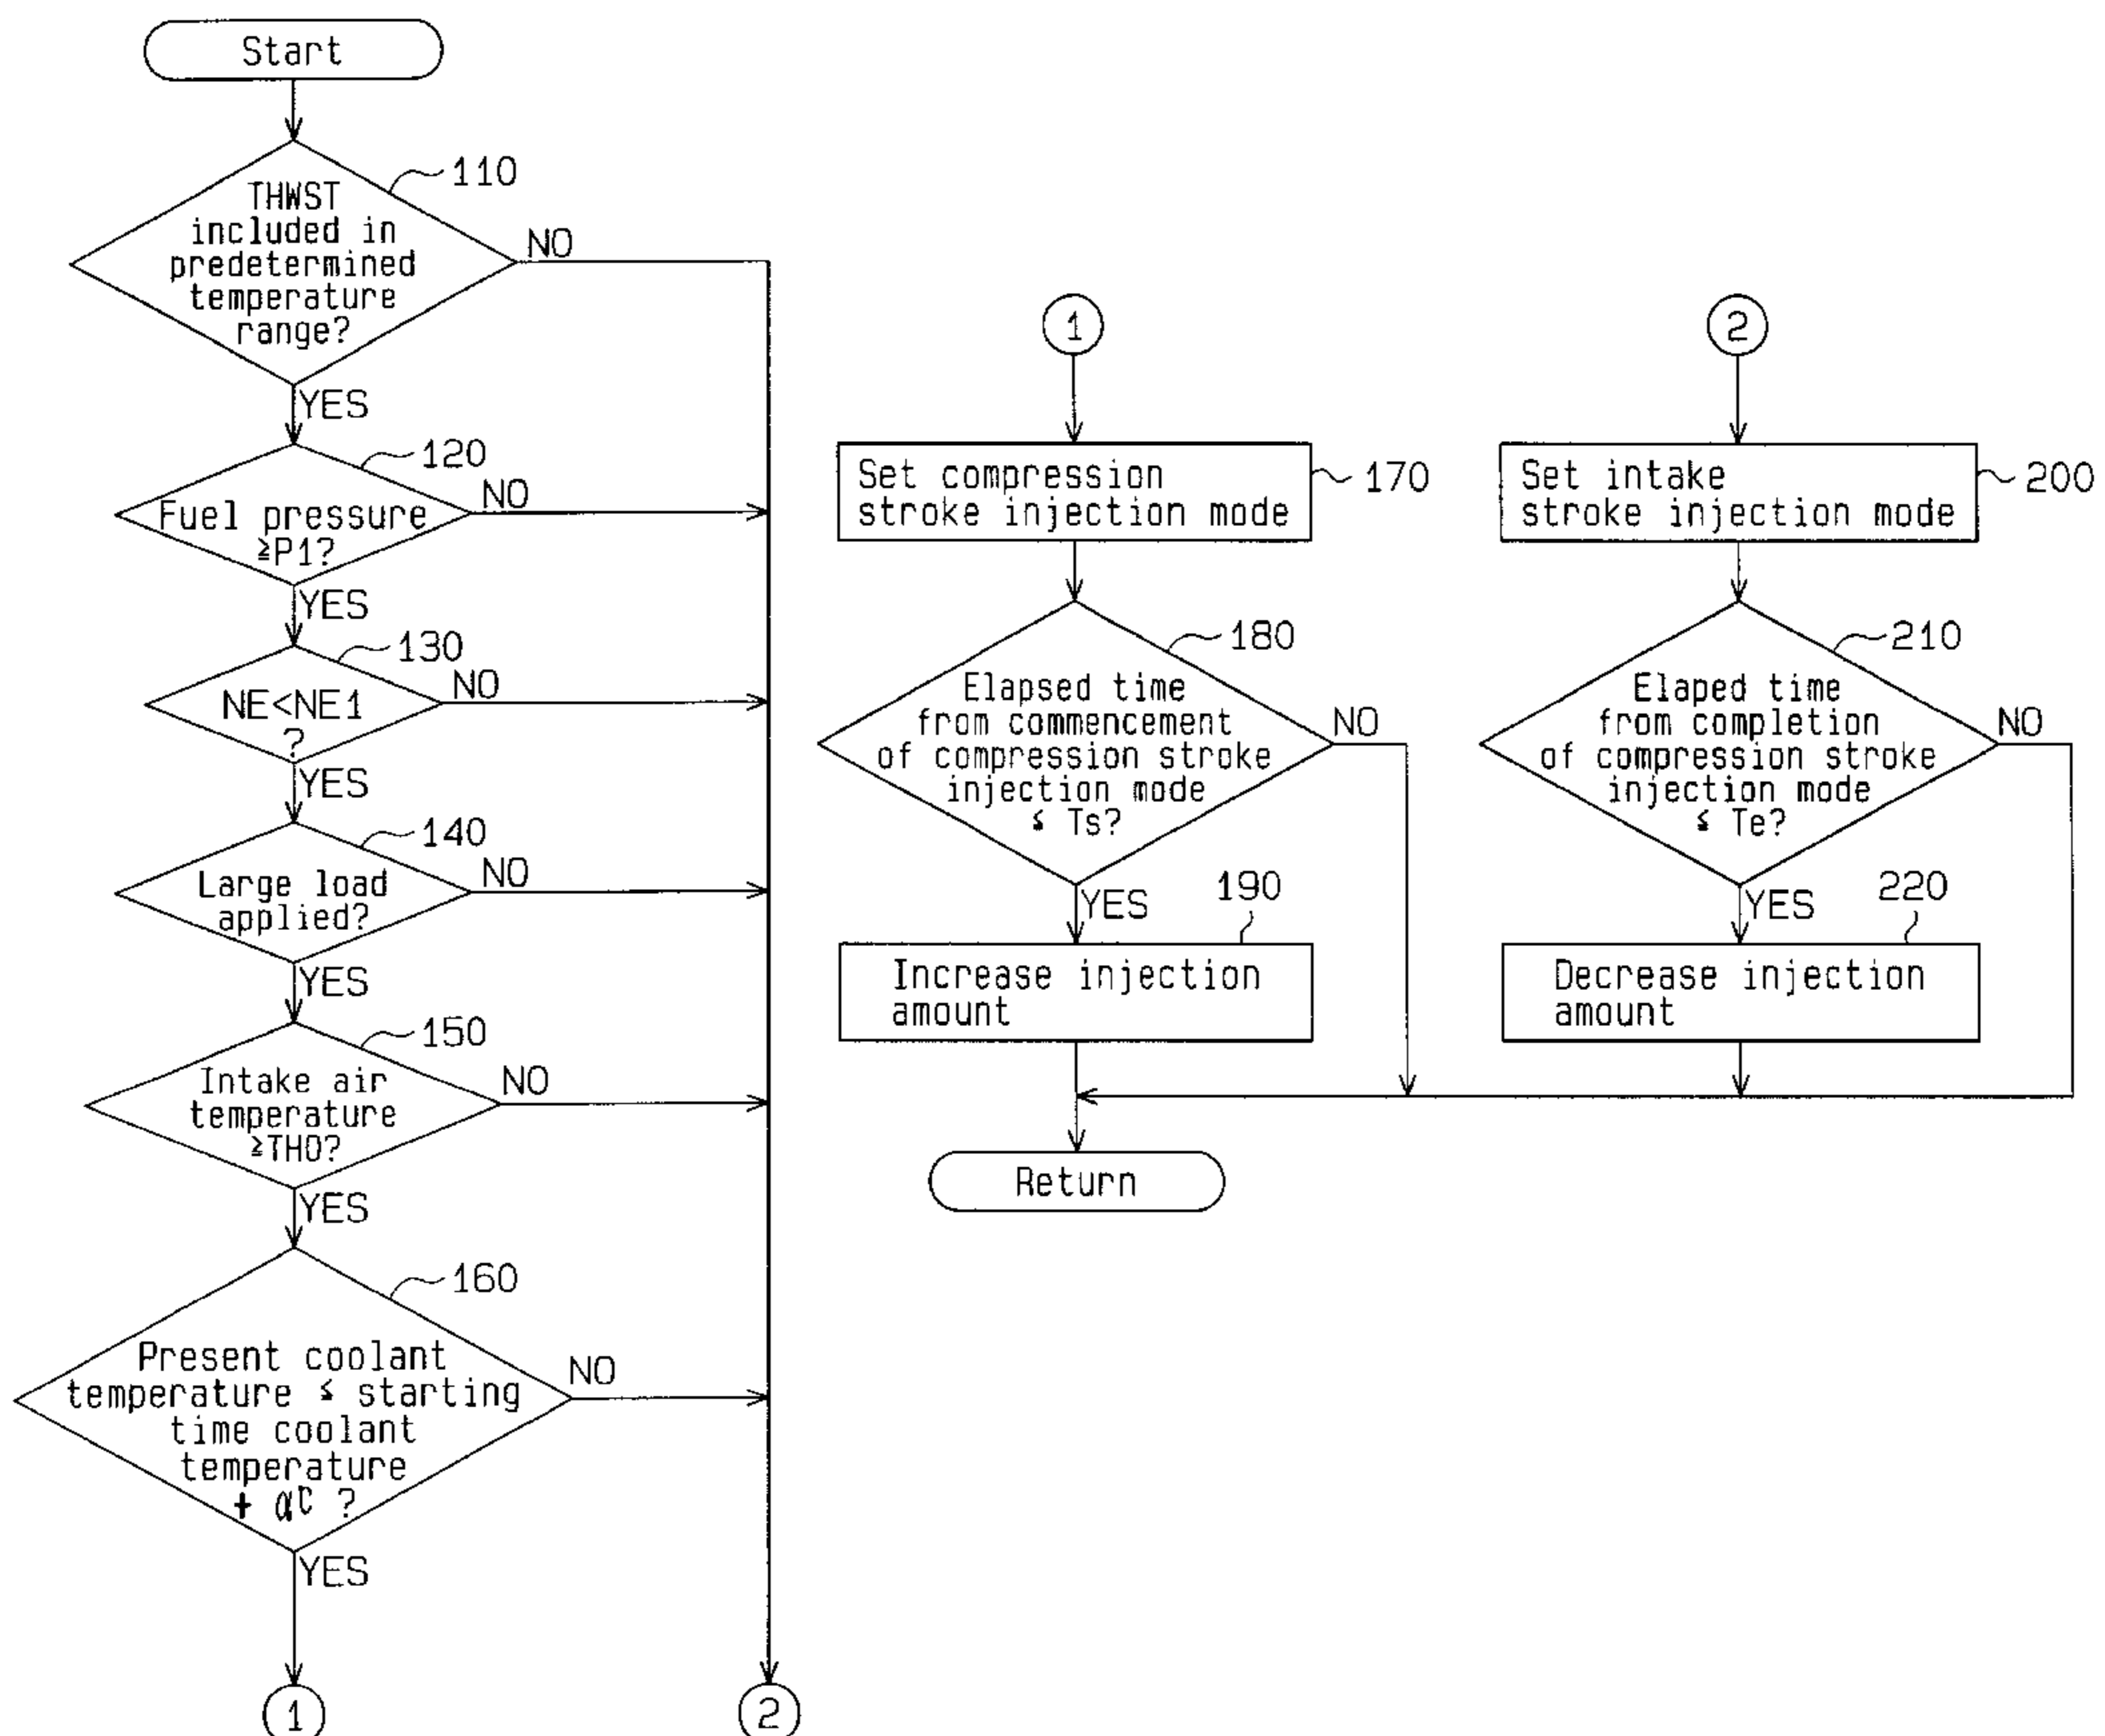 Start
110
THWST
included in
predetermined
temperature
range?
NO
YES
120
Fuel pressure
≧P1?
NO
YES
130
NE<NE1
?
NO
YES
140
Large load
applied?
NO
YES
150
Intake air
temperature
≧TH0?
NO
YES
160
Present coolant
temperature ≦ starting
time coolant
temperature
+ α℃ ?
NO
YES
1
2
1
Set compression
stroke injection mode
170
180
Elapsed time
from commencement
of compression stroke
injection mode
≦ Ts?
NO
YES
190
Increase injection
amount
Return
2
Set intake
stroke injection mode
200
210
Elaped time
from completion
of compression stroke
injection mode
≦ Te?
NO
YES
220
Decrease injection
amount